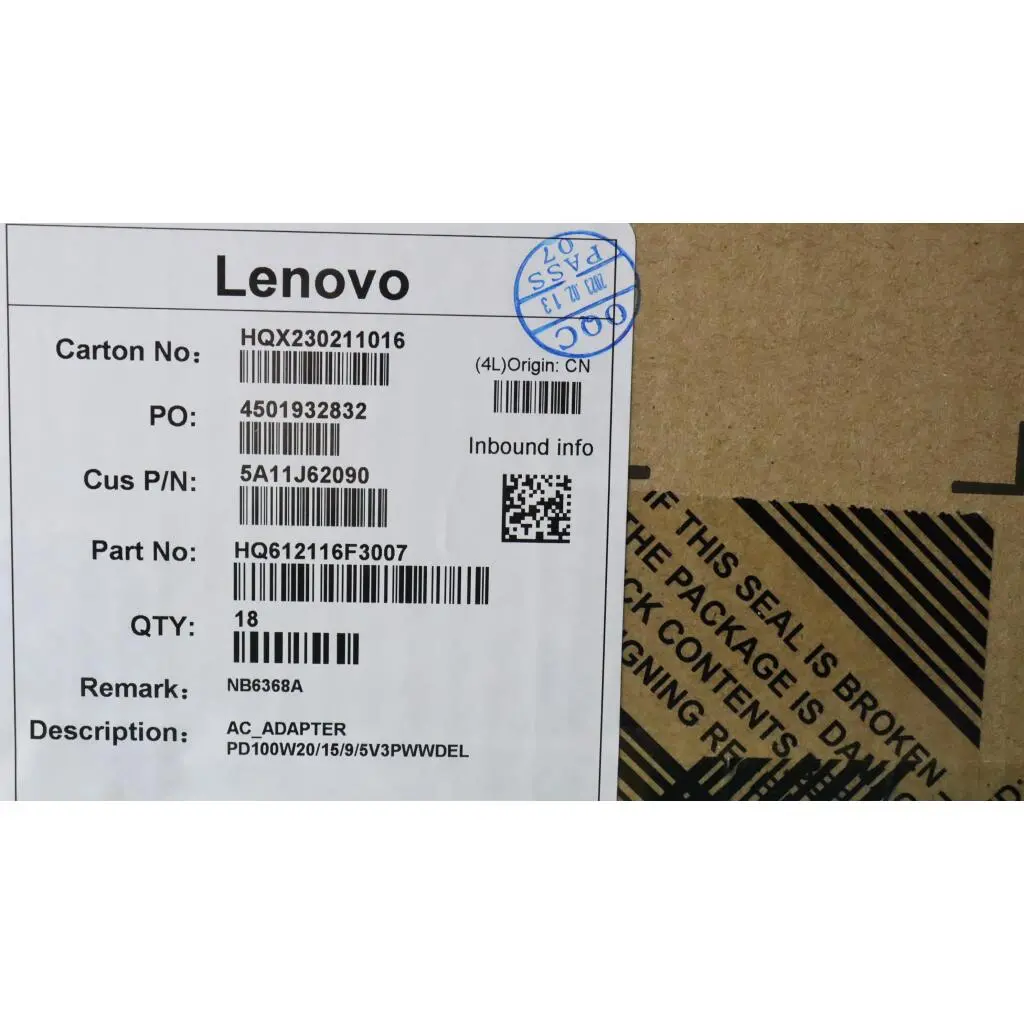 Lenovo
OQC
2023.02.13
PASS
07
Carton No: HQX230211016
(4L)Origin: CN
PO: 4501932832
Inbound info
Cus P/N: 5A11J62090
Part No: HQ612116F3007
QTY: 18
Remark: NB6368A
Description: AC_ADAPTER
PD100W20/15/9/5V3PWWDEL
IF THIS SEAL IS BROKEN
THE PACKAGE IS
CK CONTENTS
GNING